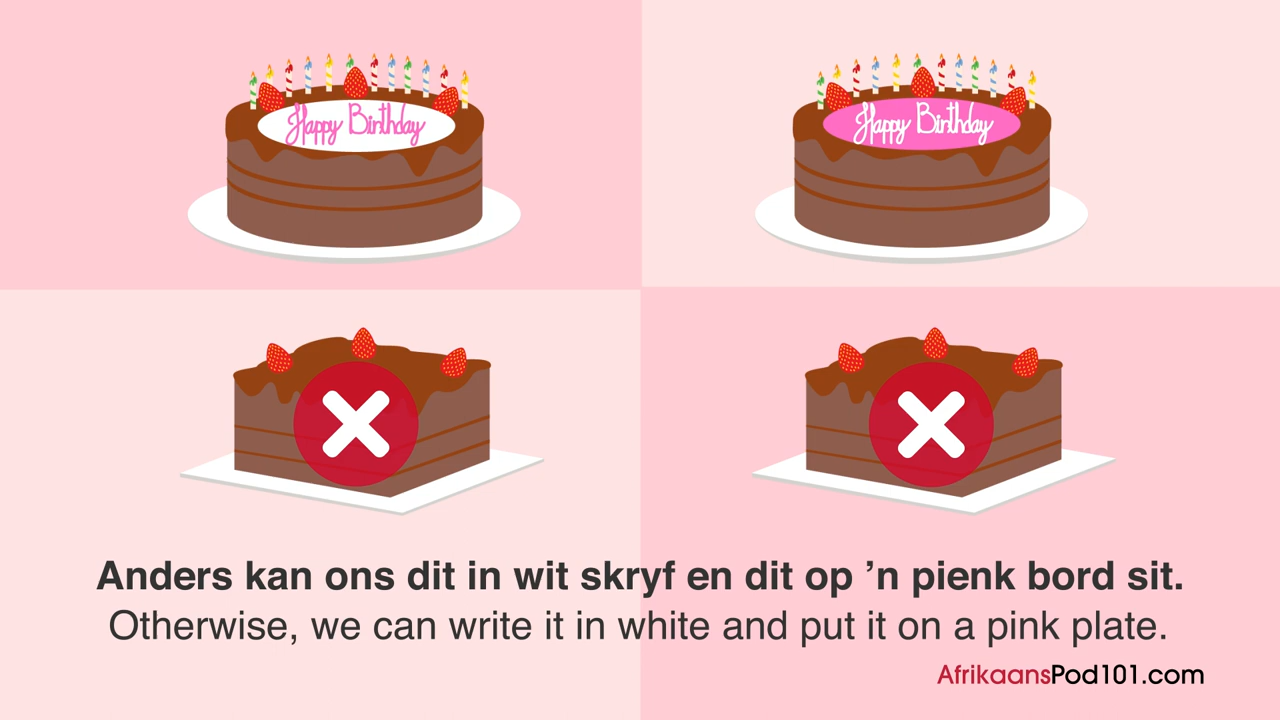 Happy Birthday
Happy Birthday
Anders kan ons dit in wit skryf en dit op ’n pienk bord sit.
Otherwise, we can write it in white and put it on a pink plate.
AfrikaansPod101.com